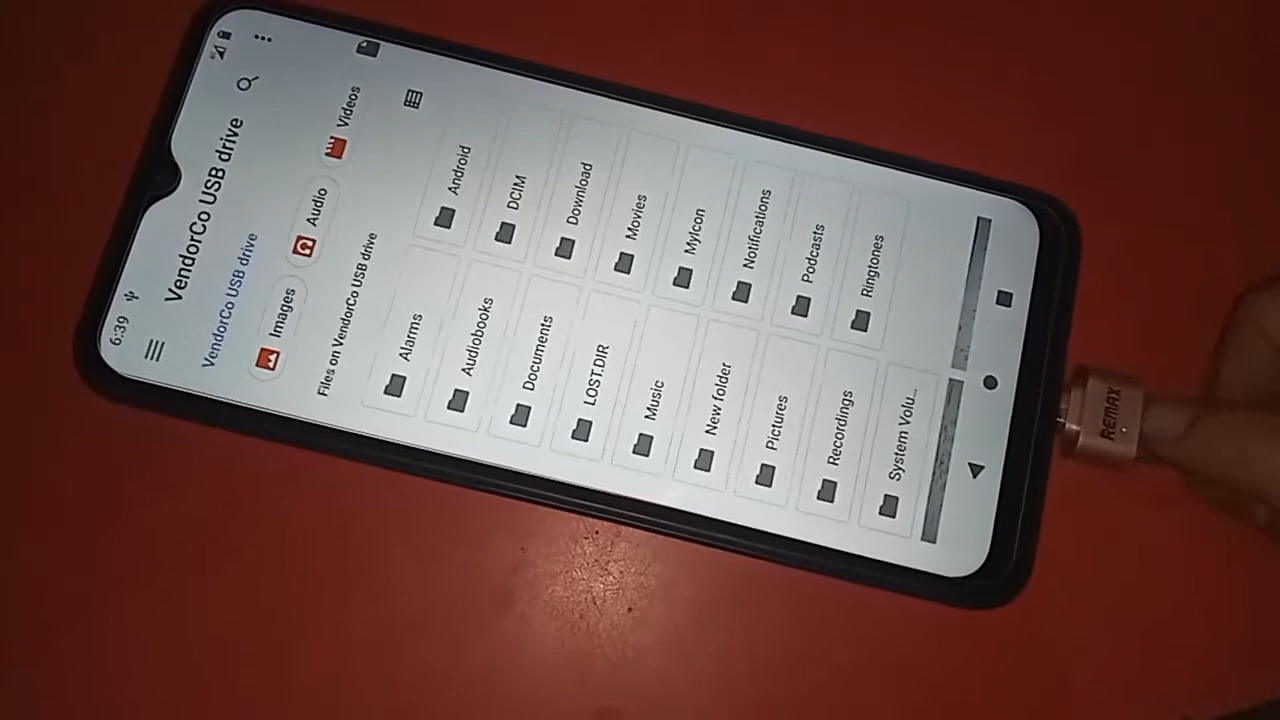 6:39
VendorCo USB drive
VendorCo USB drive
Images
Audio
Videos
Files on VendorCo USB drive
Alarms
Android
Audiobooks
DCIM
Documents
Download
LOST.DIR
Movies
Music
MyIcon
New folder
Notifications
Pictures
Podcasts
Recordings
Ringtones
System Volu...
REMAX